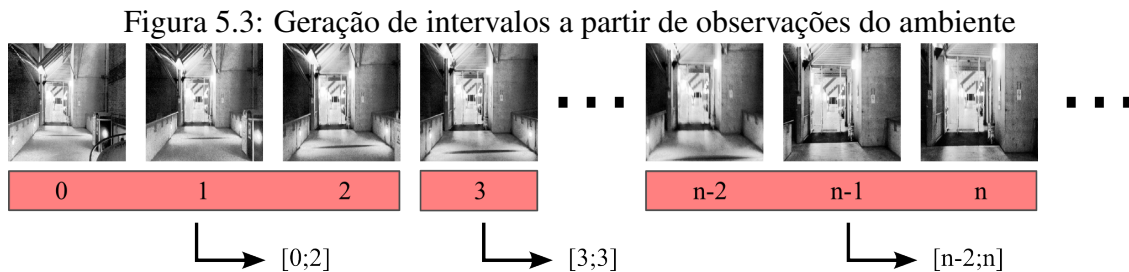 Figura 5.3: Geração de intervalos a partir de observações do ambiente
0 1 2 3 n-2 n-1 n
[0;2] [3;3] [n-2;n]